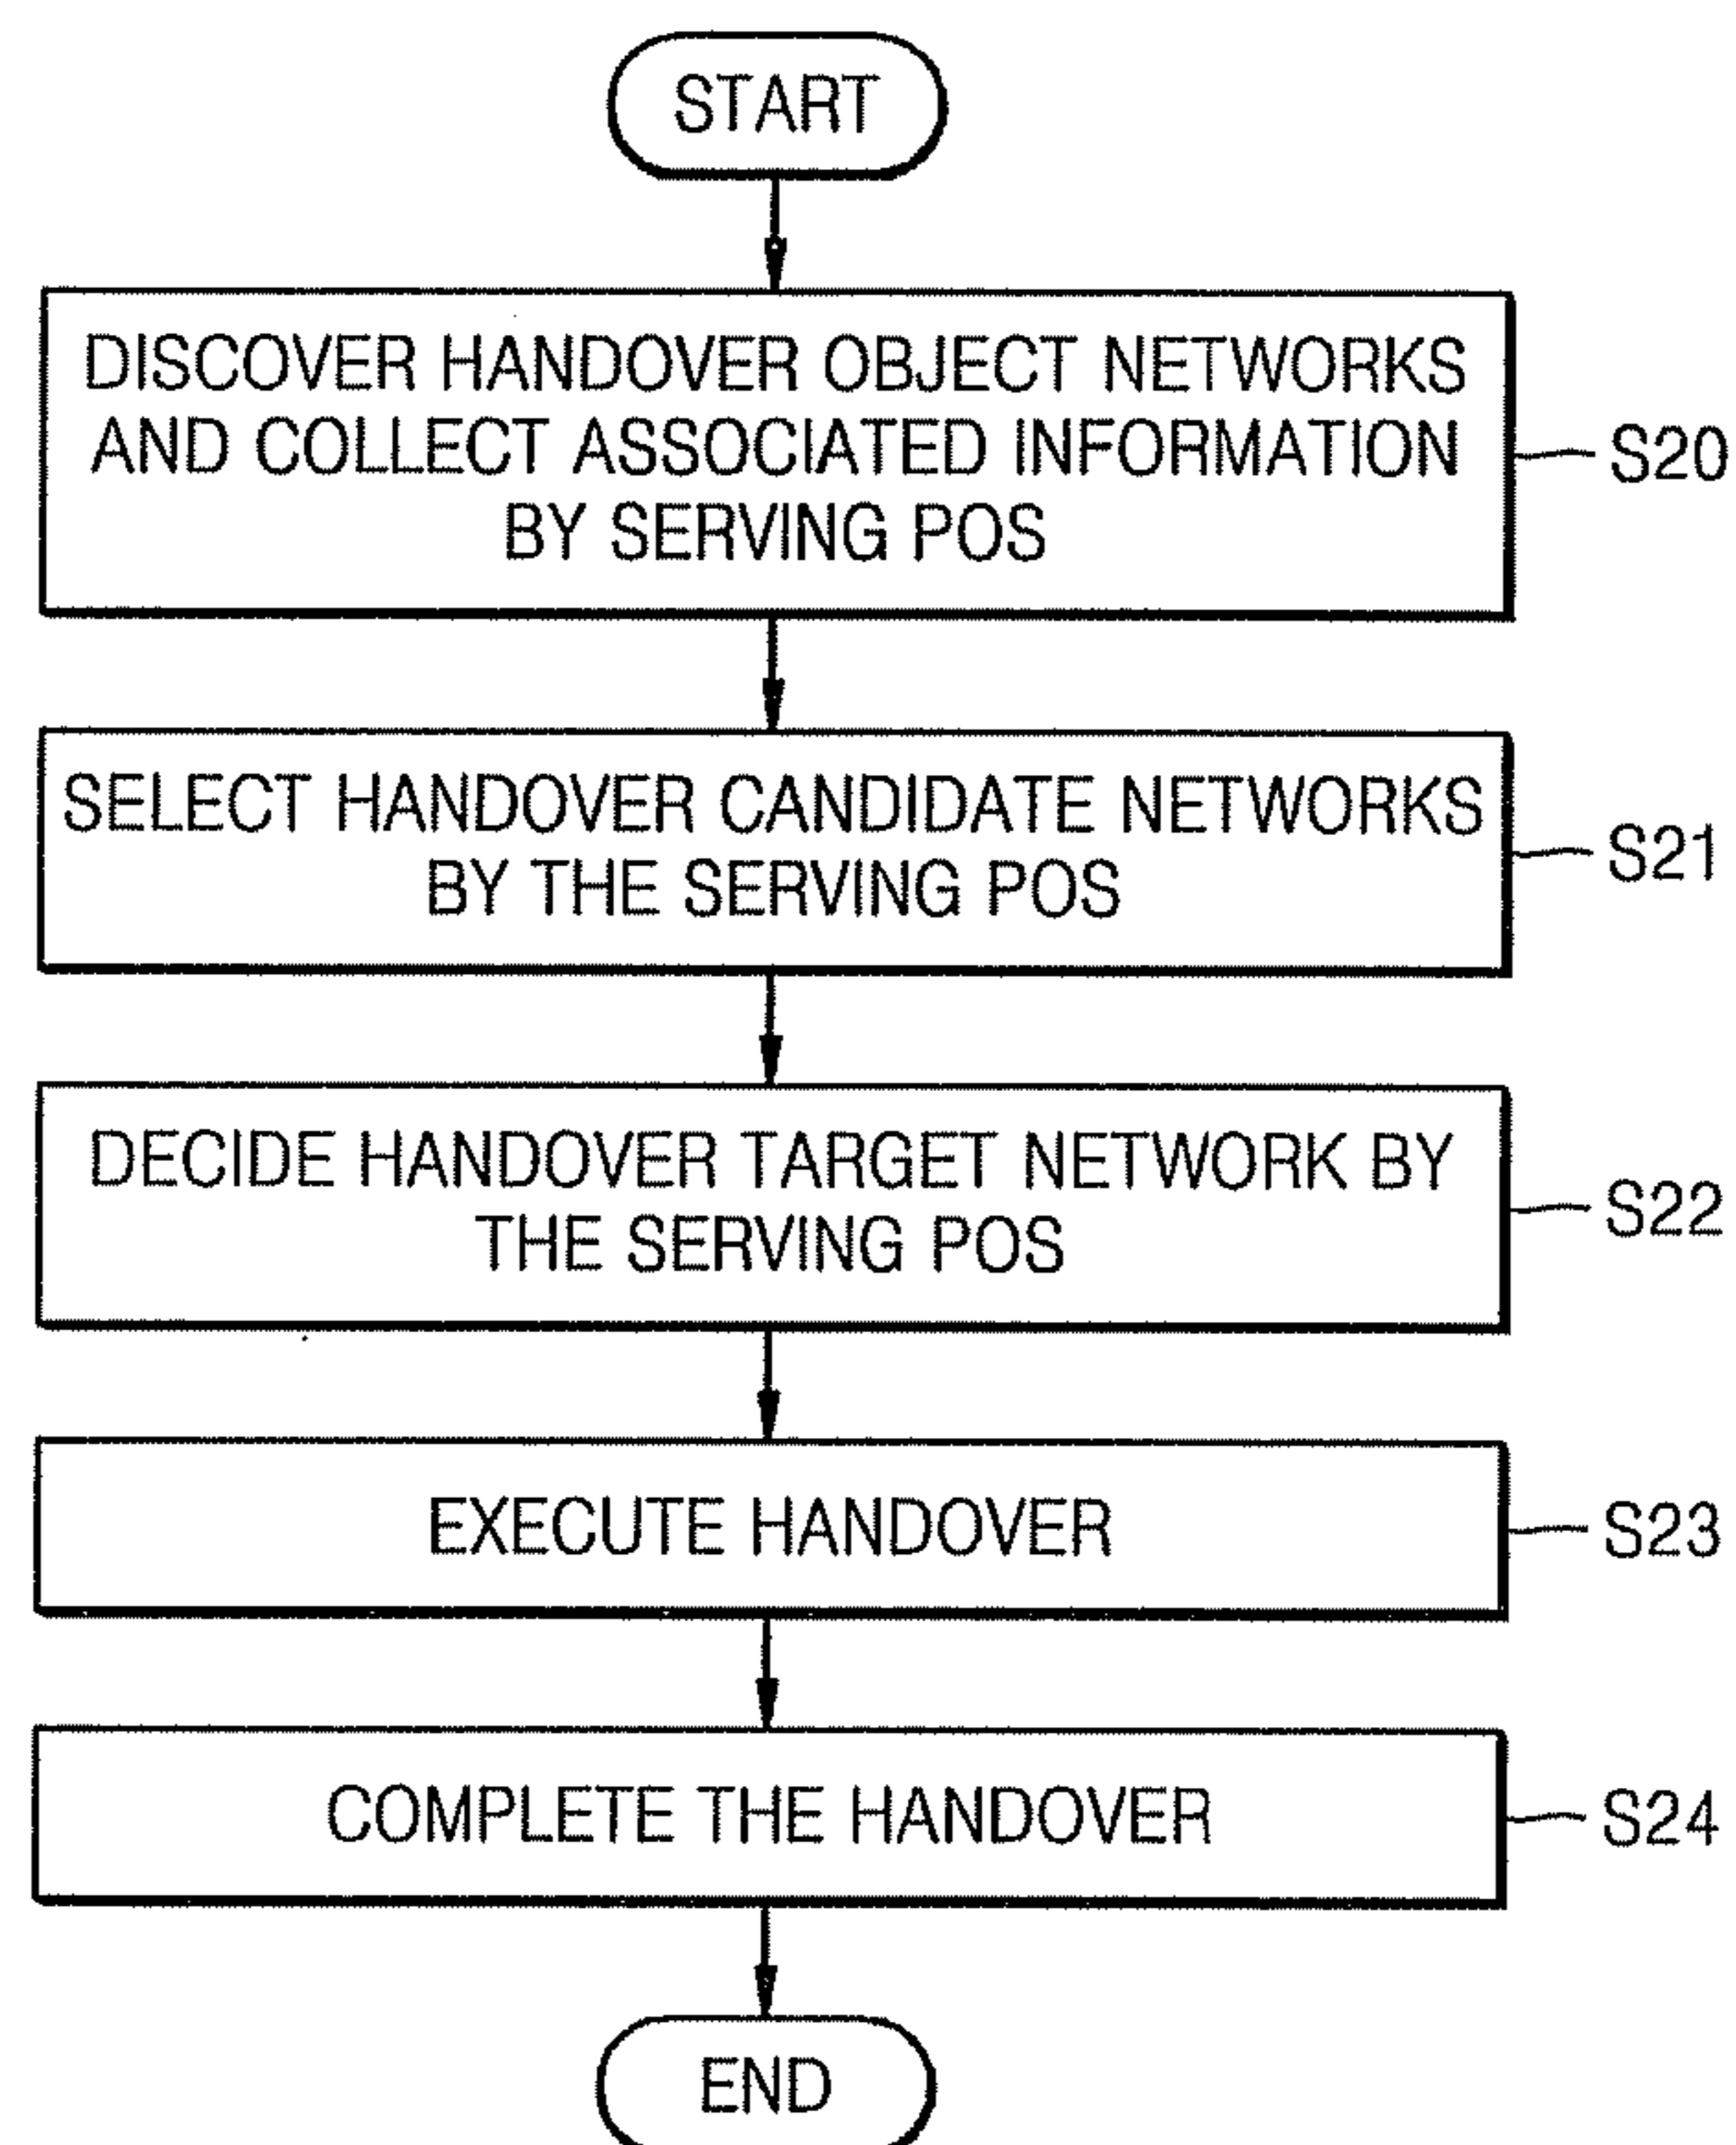 START
DISCOVER HANDOVER OBJECT NETWORKS
AND COLLECT ASSOCIATED INFORMATION
BY SERVING POS
S20
SELECT HANDOVER CANDIDATE NETWORKS
BY THE SERVING POS
S21
DECIDE HANDOVER TARGET NETWORK BY
THE SERVING POS
S22
EXECUTE HANDOVER
S23
COMPLETE THE HANDOVER
S24
END